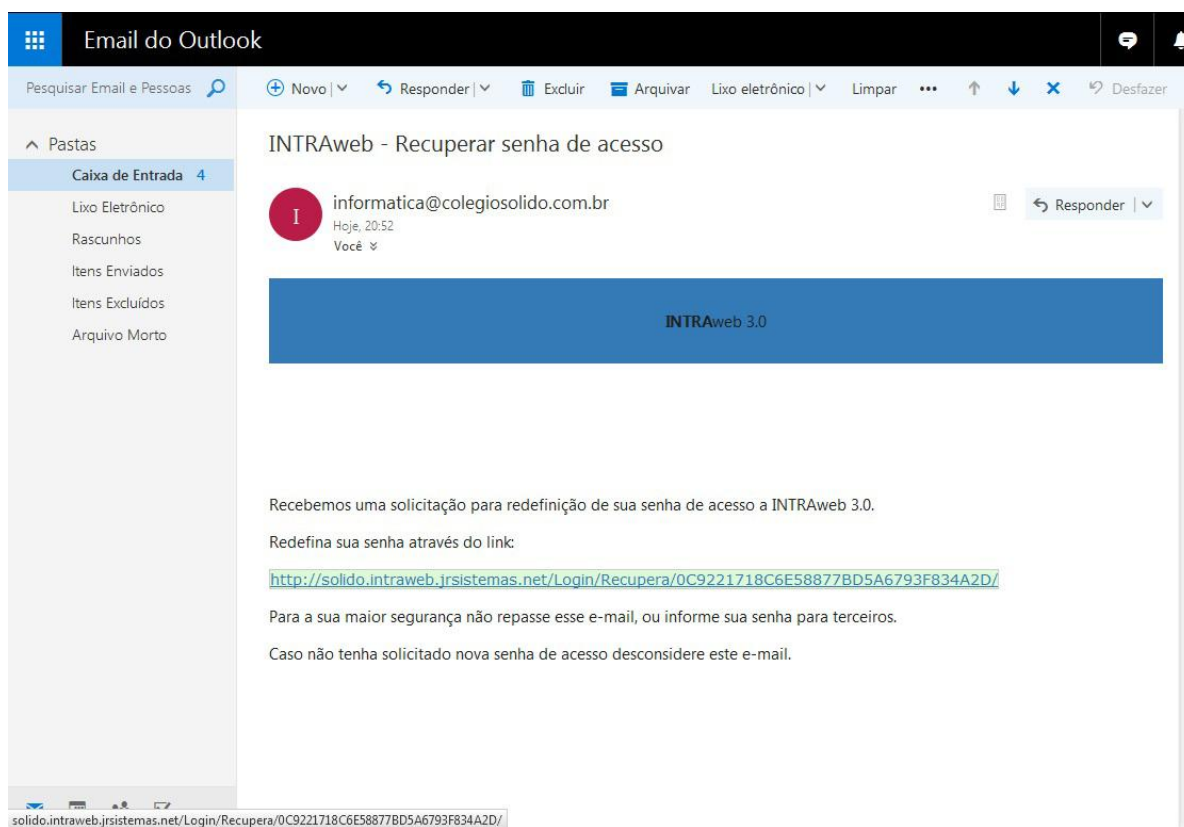 Email do Outlook
Pesquisar Email e Pessoas
Novo
Responder
Excluir
Arquivar
Lixo eletrônico
Limpar
Desfazer
Pastas
Caixa de Entrada 4
Lixo Eletrônico
Rascunhos
Itens Enviados
Itens Excluídos
Arquivo Morto
INTRAweb - Recuperar senha de acesso
I
informatica@colegiosolido.com.br
Hoje, 20:52
Você
Responder
INTRAweb 3.0
Recebemos uma solicitação para redefinição de sua senha de acesso a INTRAweb 3.0.
Redefina sua senha através do link:
http://solido.intraweb.jrsistemas.net/Login/Recupera/0C9221718C6E58877BD5A6793F834A2D/
Para a sua maior segurança não repasse esse e-mail, ou informe sua senha para terceiros.
Caso não tenha solicitado nova senha de acesso desconsidere este e-mail.
solido.intraweb.jrsistemas.net/Login/Recupera/0C9221718C6E58877BD5A6793F834A2D/